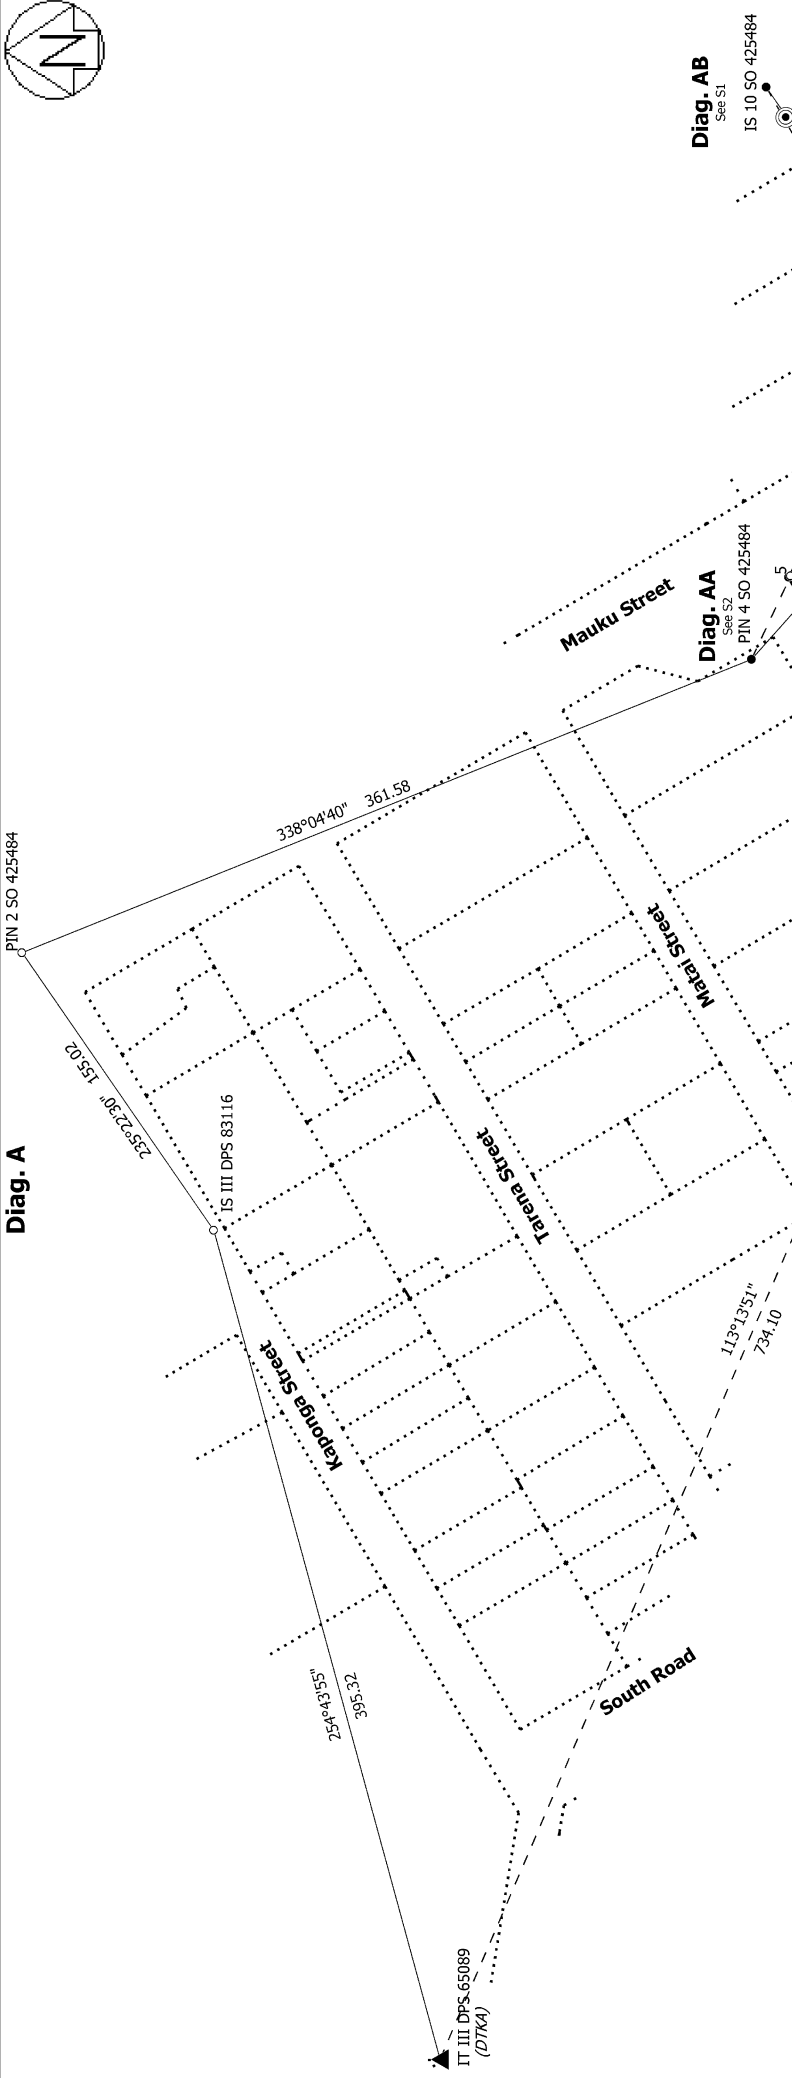 N
Diag. AB
See S1
IS 10 SO 425484
Mauku Street
Diag. AA
See S2
PIN 4 SO 425484
5
338°04'40" 361.58
PIN 2 SO 425484
Matai Street
235°22'30" 155.02
Diag. A
IS III DPS 83116
Tarena Street
113°13'51"
734.10
Kaponga Street
254°43'55"
395.32
South Road
IT III DPS 65089
(DTKA)